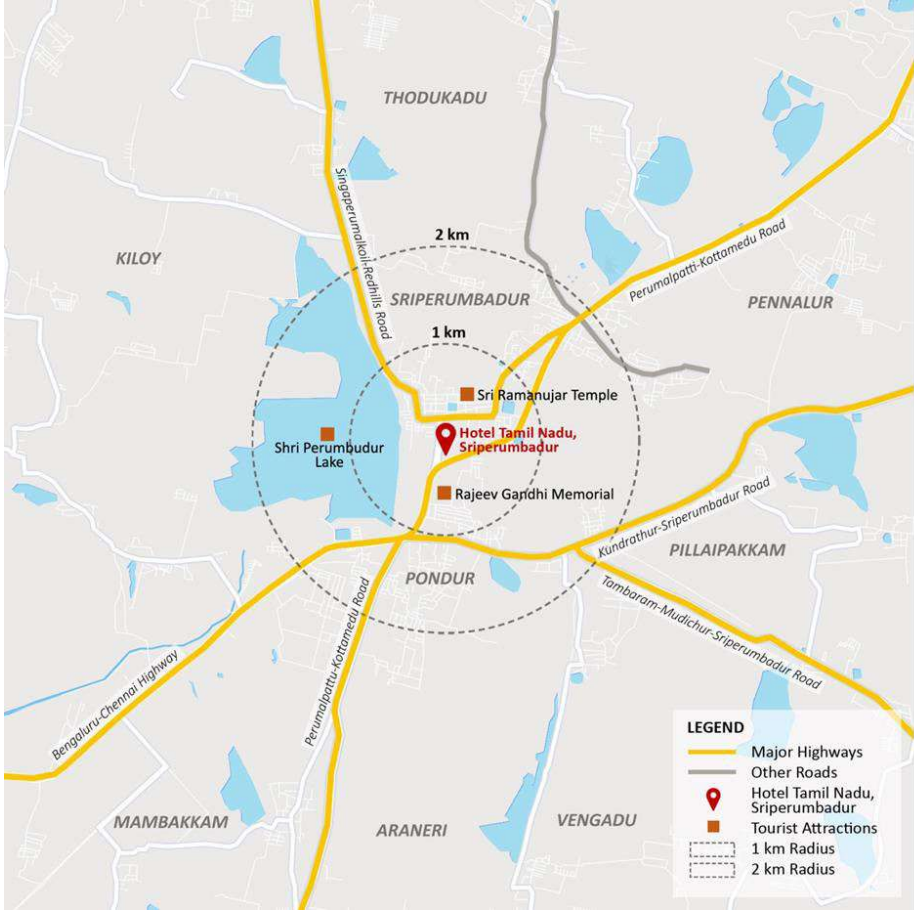 THODUKADU
Singaperumalkoil-Redhills Road
2 km
KILOY
Perumalpatti-Kottamedu Road
SRIPERUMBADUR
PENNALUR
1 km
Sri Ramanujar Temple
Hotel Tamil Nadu,
Sriperumbadur
Shri Perumbudur
Lake
Rajeev Gandhi Memorial
Kundrathur-Sriperumbadur Road
PILLAIPAKKAM
PONDUR
Tambaram-Mudichur-Sriperumbadur Road
Perumalpattu-Kottamedu Road
Bengaluru-Chennai Highway
MAMBAKKAM
ARANERI
VENGADU
LEGEND
Major Highways
Other Roads
Hotel Tamil Nadu,
Sriperumbadur
Tourist Attractions
1 km Radius
2 km Radius